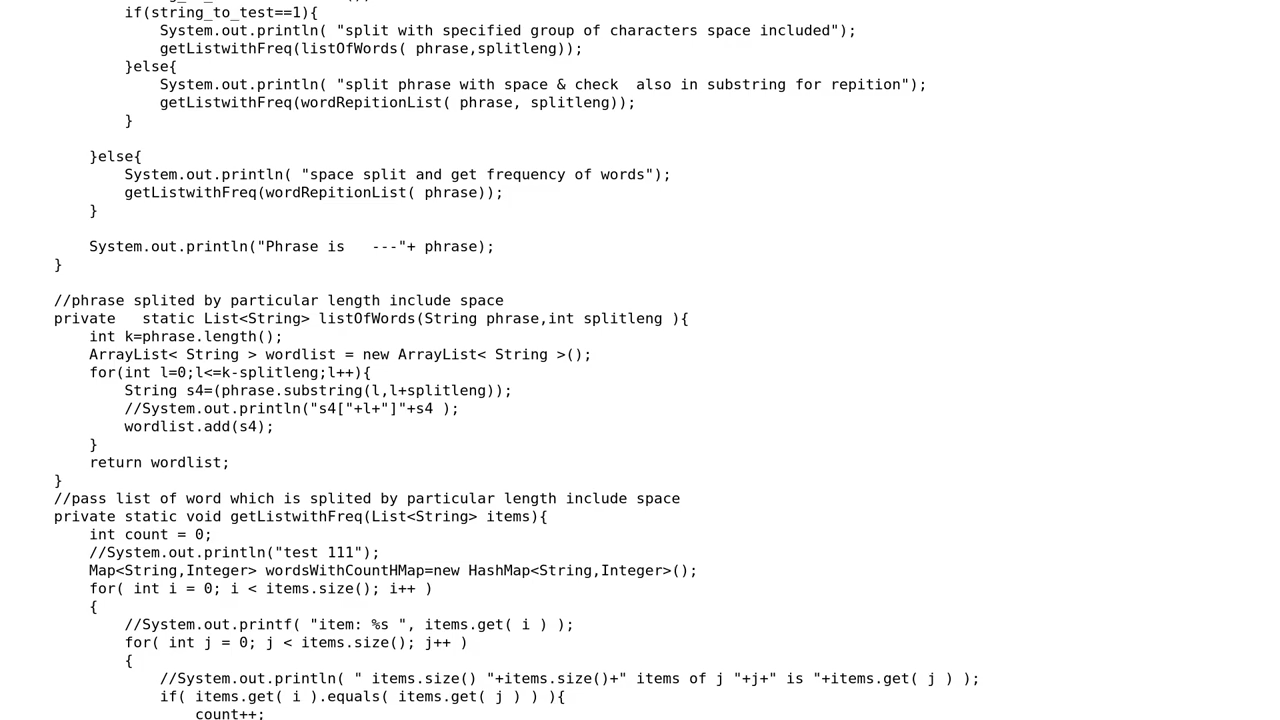 if(string_to_test==1){
System.out.println( "split with specified group of characters space included");
getListwithFreq(listOfWords( phrase,splitleng));
}else{
System.out.println( "split phrase with space & check  also in substring for repition");
getListwithFreq(wordRepitionList( phrase, splitleng));
}
}else{
System.out.println( "space split and get frequency of words");
getListwithFreq(wordRepitionList( phrase));
}
System.out.println("Phrase is   ---"+ phrase);
}
//phrase splited by particular length include space
private   static List<String> listOfWords(String phrase,int splitleng ){
int k=phrase.length();
ArrayList< String > wordlist = new ArrayList< String >();
for(int l=0;l<=k-splitleng;l++){
String s4=(phrase.substring(l,l+splitleng));
//System.out.println("s4["+l+"]"+s4 );
wordlist.add(s4);
}
return wordlist;
}
//pass list of word which is splited by particular length include space
private static void getListwithFreq(List<String> items){
int count = 0;
//System.out.println("test 111");
Map<String,Integer> wordsWithCountHMap=new HashMap<String,Integer>();
for( int i = 0; i < items.size(); i++ )
{
//System.out.printf( "item: %s ", items.get( i ) );
for( int j = 0; j < items.size(); j++ )
{
//System.out.println( " items.size() "+items.size()+" items of j "+j+" is "+items.get( j ) );
if( items.get( i ).equals( items.get( j ) ) ){
count++;